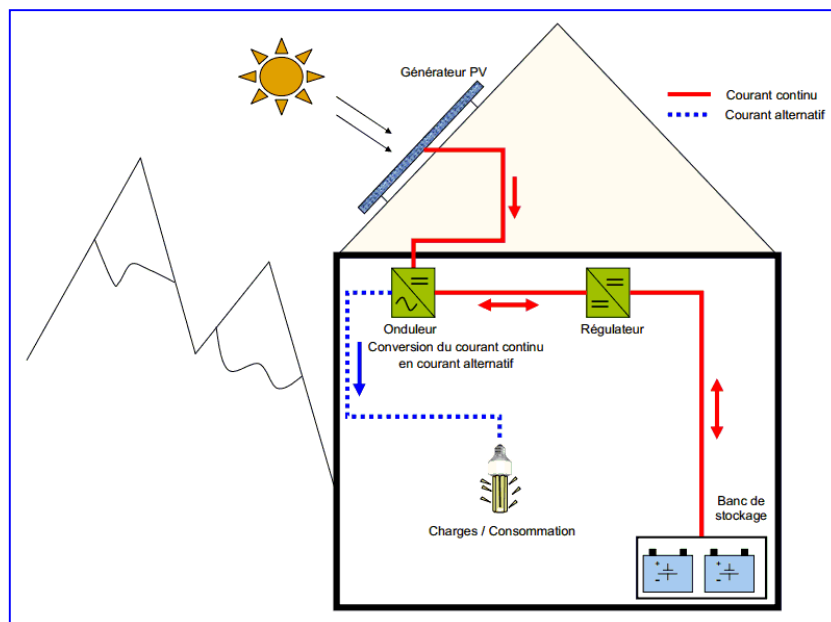 Générateur PV
Courant continu
Courant alternatif
Onduleur
Régulateur
Conversion du courant continu
en courant alternatif
Banc de
stockage
Charges / Consommation
+
-
+
-